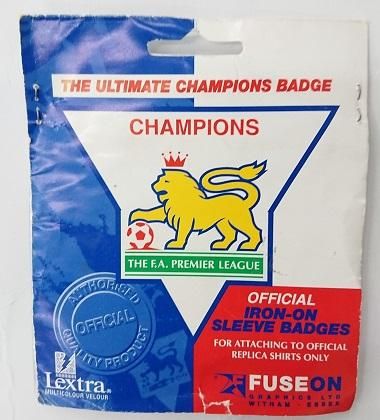 THE ULTIMATE CHAMPIONS BADGE
CHAMPIONS
THE F.A. PREMIER LEAGUE
AUTHORISED
OFFICIAL
QUALITY PRODUCT
Lextra
MULTICOLOUR VELOUR
OFFICIAL
IRON-ON
SLEEVE BADGES
FOR ATTACHING TO OFFICIAL
REPLICA SHIRTS ONLY
FUSEON
GRAPHICS LTD
WITHAM - ESSEX